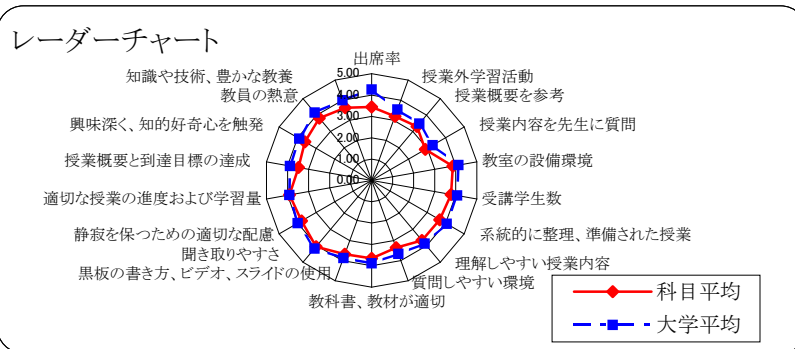 レーダーチャート
出席率
授業外学習活動
授業概要を参考
授業内容を先生に質問
教室の設備環境
受講学生数
系統的に整理、準備された授業
理解しやすい授業内容
質問しやすい環境
教科書、教材が適切
黒板の書き方、ビデオ、スライドの使用
聞き取りやすさ
静寂を保つための適切な配慮
適切な授業の進度および学習量
授業概要と到達目標の達成
興味深く、知的好奇心を触発
教員の熱意
知識や技術、豊かな教養
5.00
4.00
3.00
2.00
1.00
0.00
科目平均
大学平均